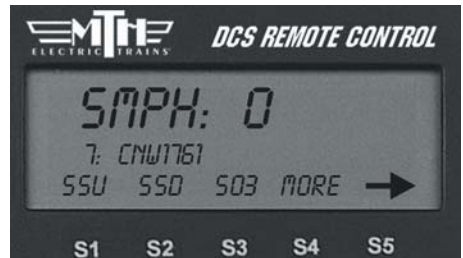 MTH
ELECTRIC TRAINS
DCS REMOTE CONTROL
SMPH: 0
7: CNW1761
SSU SSD SO3 MORE
S1 S2 S3 S4 S5